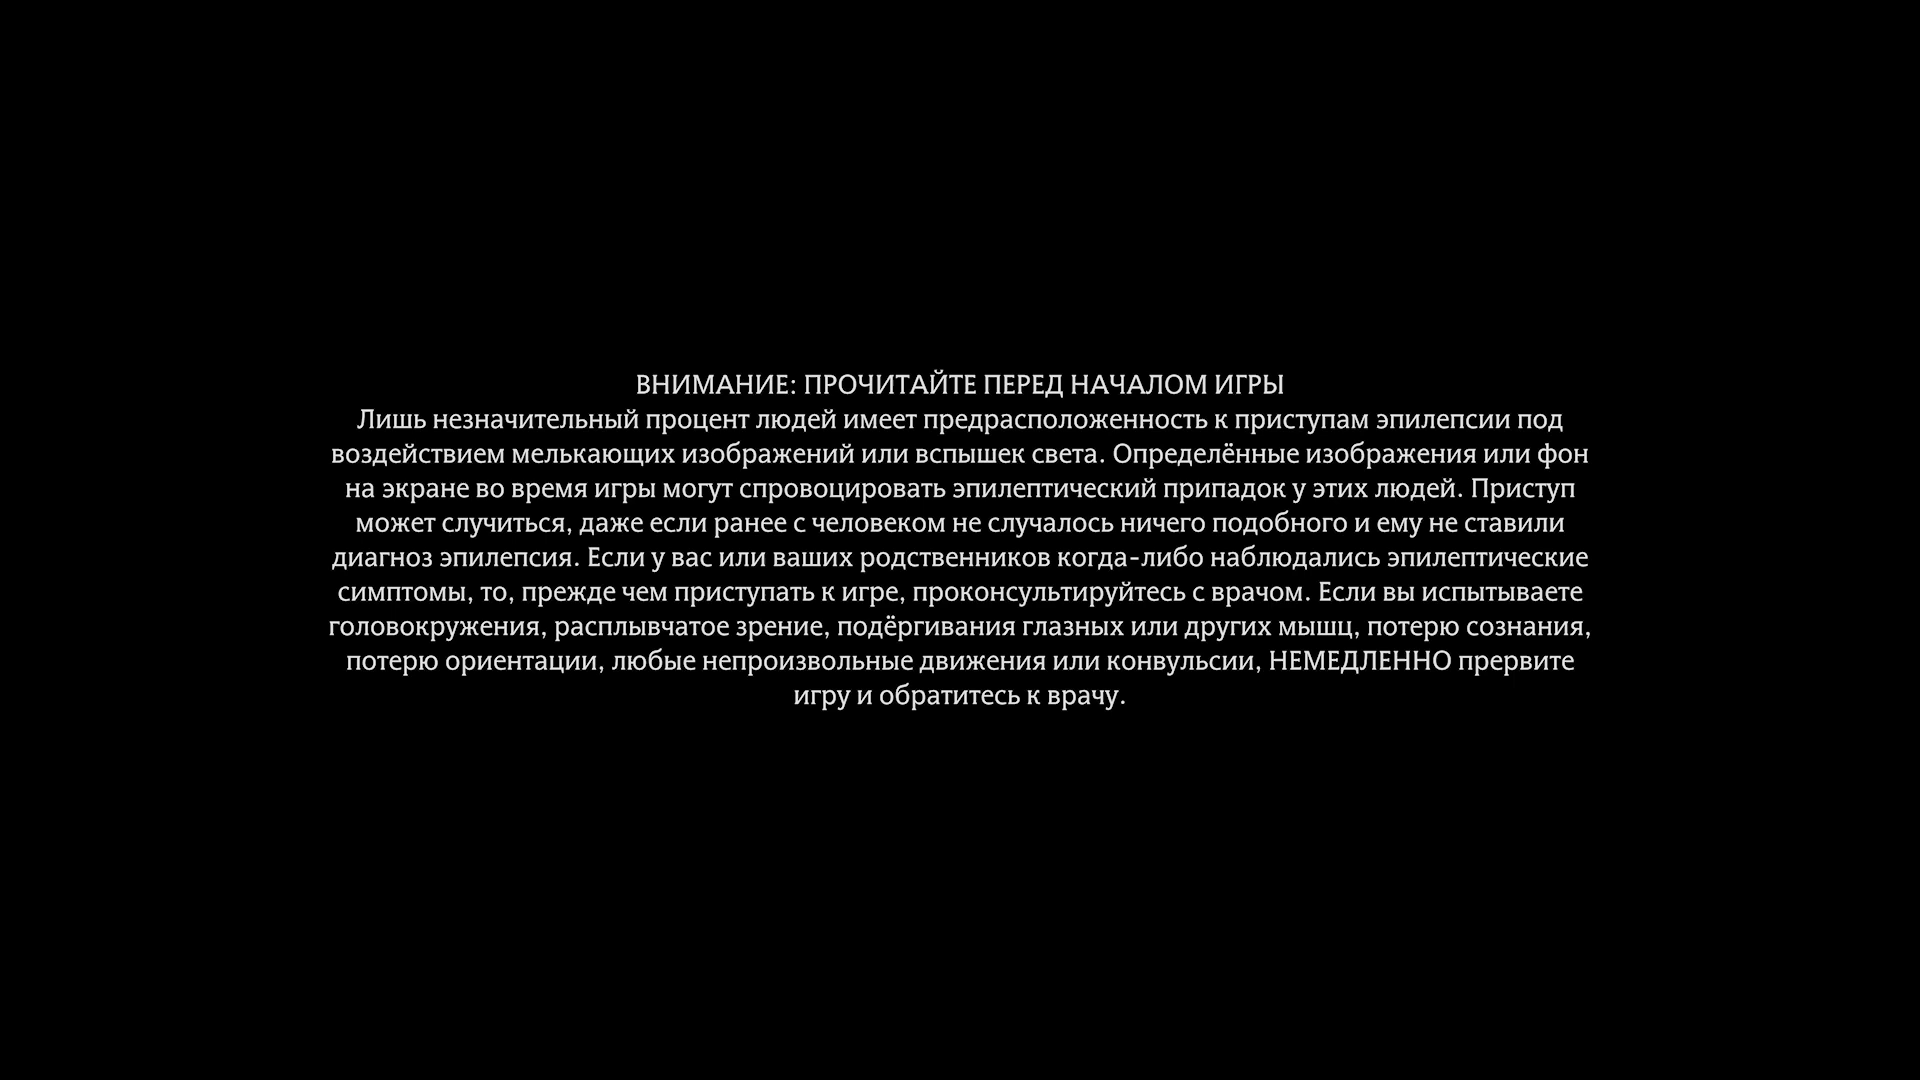 ВНИМАНИЕ: ПРОЧИТАЙТЕ ПЕРЕД НАЧАЛОМ ИГРЫ
Лишь незначительный процент людей имеет предрасположенность к приступам эпилепсии под
воздействием мелькающих изображений или вспышек света. Определённые изображения или фон
на экране во время игры могут спровоцировать эпилептический припадок у этих людей. Приступ
может случиться, даже если ранее с человеком не случалось ничего подобного и ему не ставили
диагноз эпилепсия. Если у вас или ваших родственников когда-либо наблюдались эпилептические
симптомы, то, прежде чем приступать к игре, проконсультируйтесь с врачом. Если вы испытываете
головокружения, расплывчатое зрение, подёргивания глазных или других мышц, потерю сознания,
потерю ориентации, любые непроизвольные движения или конвульсии, НЕМЕДЛЕННО прервите
игру и обратитесь к врачу.